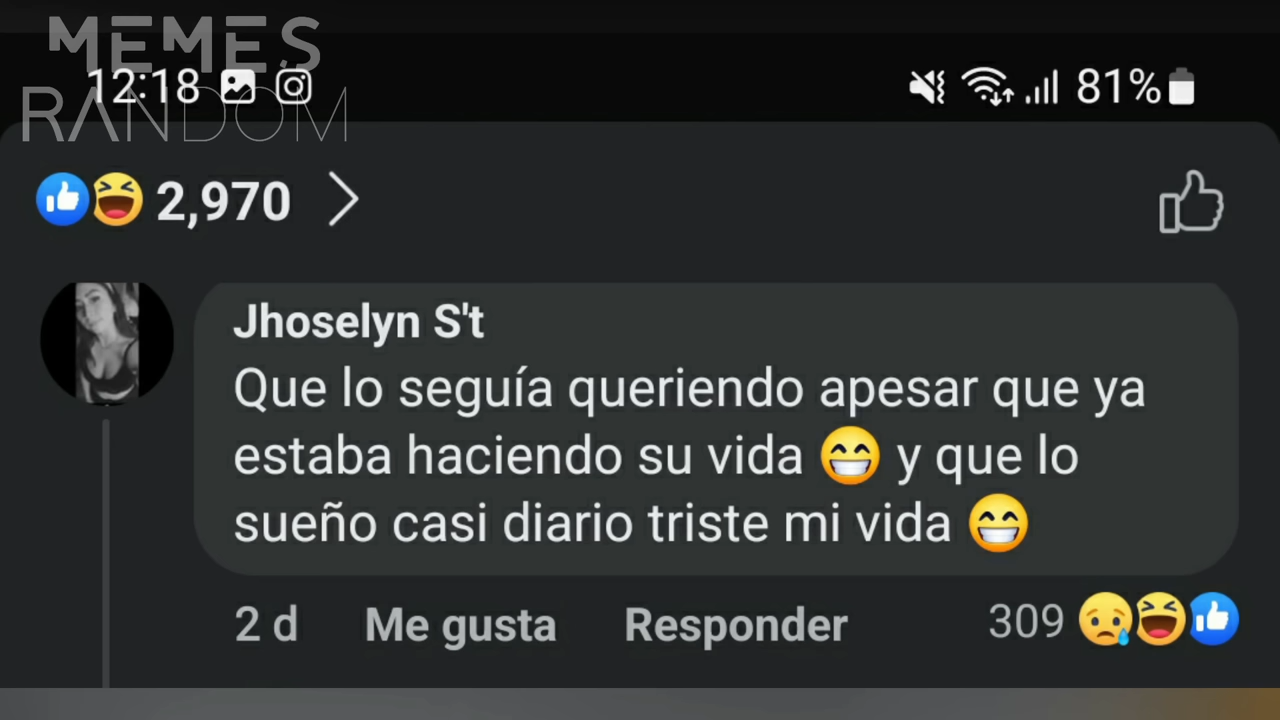 MEMES
RANDOM
12:18 81%
2,970
Jhoselyn S't
Que lo seguía queriendo apesar que ya
estaba haciendo su vida 😁 y que lo
sueño casi diario triste mi vida 😁
2 d Me gusta Responder 309